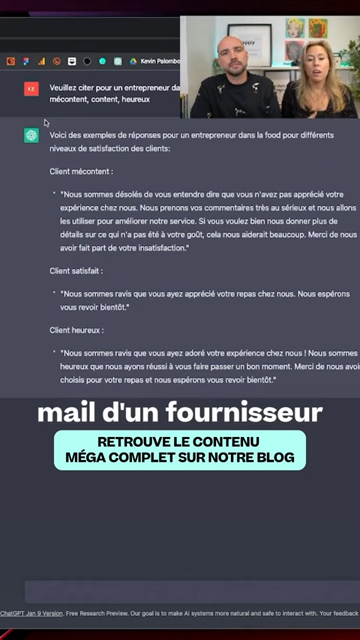 Kevin Palombo
KE
Veuillez citer pour un entrepreneur da
mécontent, content, heureux
Voici des exemples de réponses pour un entrepreneur dans la food pour différents
niveaux de satisfaction des clients:
Client mécontent :
"Nous sommes désolés de vous entendre dire que vous n'avez pas apprécié votre
expérience chez nous. Nous prenons vos commentaires très au sérieux et nous allons
les utiliser pour améliorer notre service. Si vous voulez bien nous donner plus de
détails sur ce qui n'a pas été à votre goût, cela nous aiderait beaucoup. Merci de nous
avoir fait part de votre insatisfaction."
Client satisfait :
"Nous sommes ravis que vous ayez apprécié votre repas chez nous. Nous espérons
vous revoir bientôt."
Client heureux :
"Nous sommes ravis que vous ayez adoré votre expérience chez nous ! Nous sommes
heureux que nous ayons réussi à vous faire passer un bon moment. Merci de nous avoi
choisis pour votre repas et nous espérons vous revoir bientôt."
mail d'un fournisseur
RETROUVE LE CONTENU
MÉGA COMPLET SUR NOTRE BLOG
ChatGPT Jan 9 Version. Free Research Preview. Our goal is to make AI systems more natural and safe to interact with. Your feedback